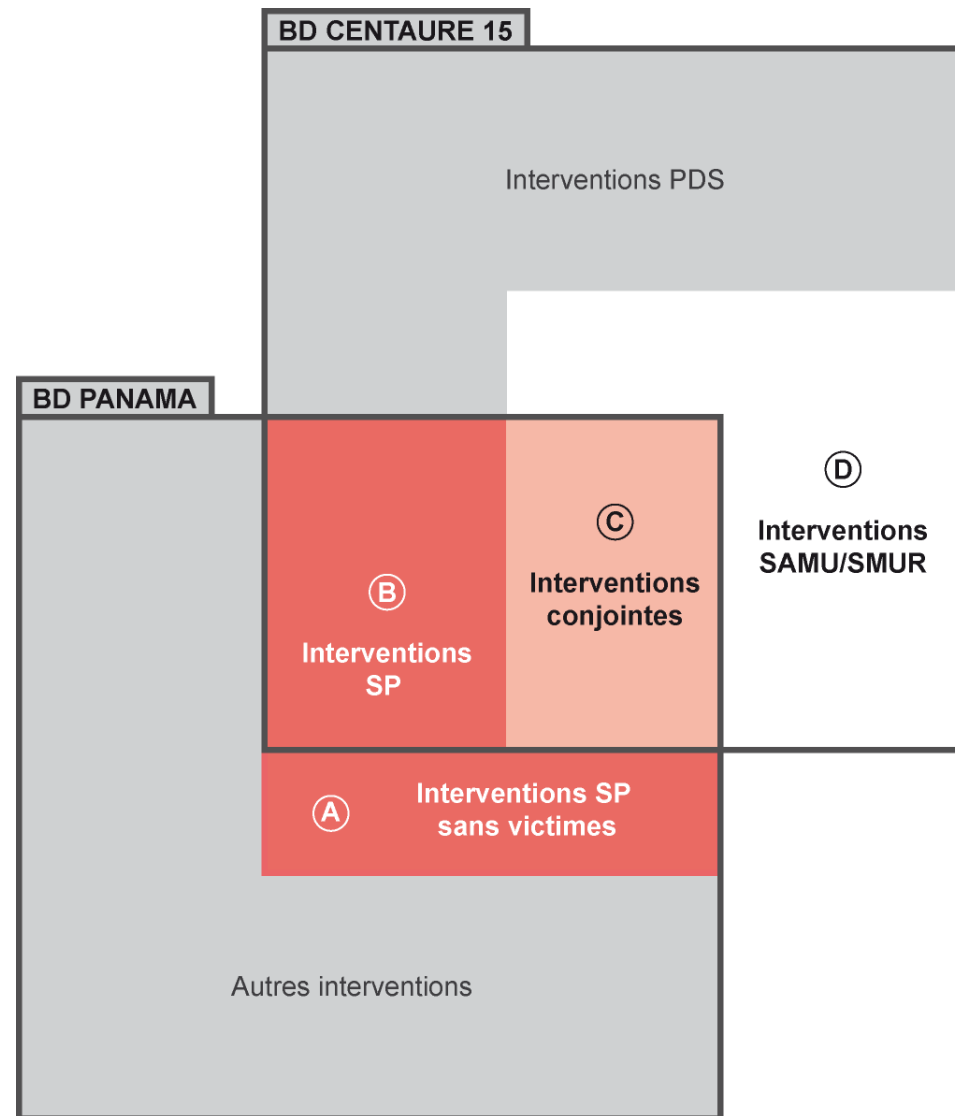 BD CENTAURE 15
Interventions PDS
BD PANAMA
D
Interventions
SAMU/SMUR
C
Interventions
conjointes
B
Interventions
SP
A
Interventions SP
sans victimes
Autres interventions